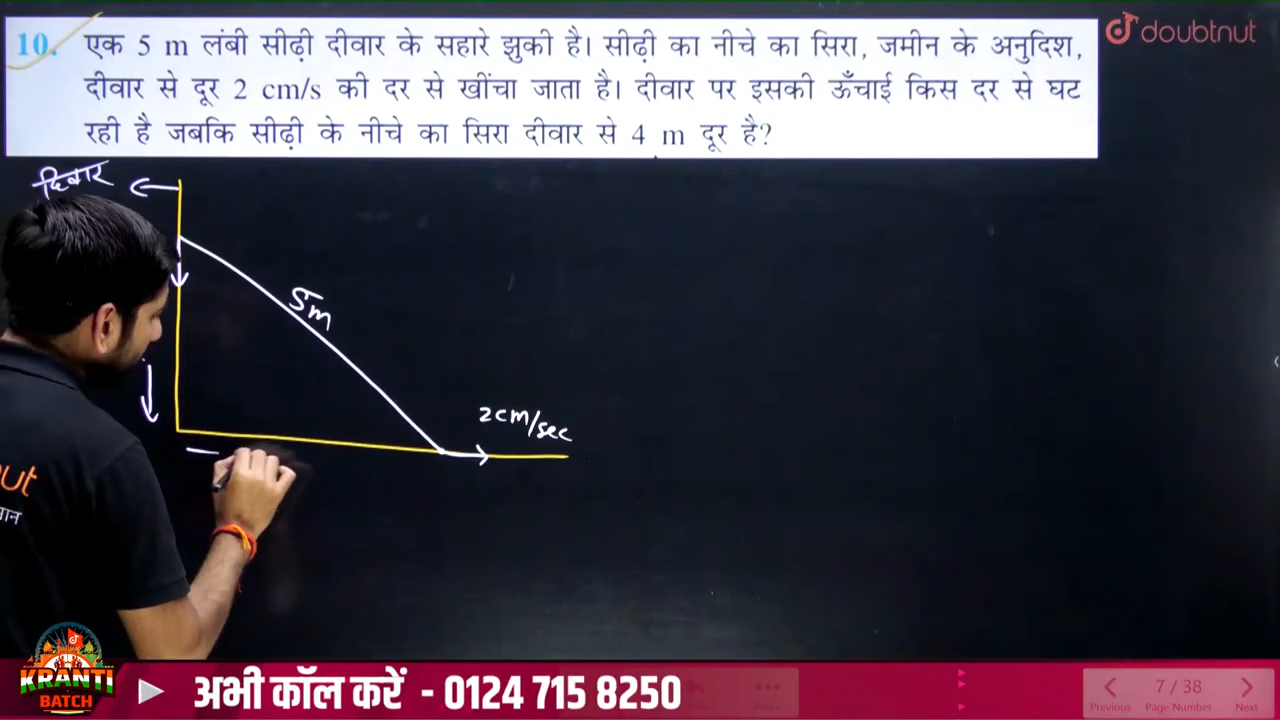 10. एक 5 m लंबी सीढ़ी दीवार के सहारे झुकी है। सीढ़ी का नीचे का सिरा, जमीन के अनुदिश,
दीवार से दूर 2 cm/s की दर से खींचा जाता है। दीवार पर इसकी ऊँचाई किस दर से घट
रही है जबकि सीढ़ी के नीचे का सिरा दीवार से 4 m दूर है?
doubtnut
दिवार
5m
2cm/sec
nut
KRANTI
BATCH
अभी कॉल करें - 0124 715 8250
7 / 38
Previous Page Number Next